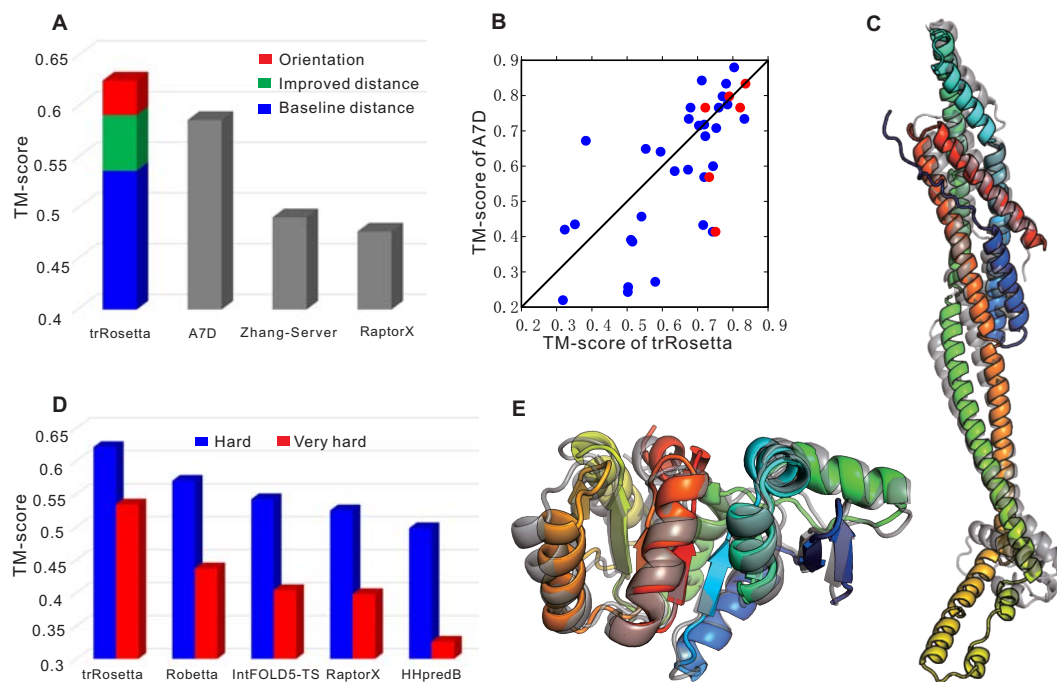 A
TM-score
0.65
0.6
0.55
0.5
0.45
0.4
Orientation
Improved distance
Baseline distance
trRosetta A7D Zhang-Server RaptorX
B
TM-score of A7D
0.9
0.8
0.7
0.6
0.5
0.4
0.3
0.2
0.2 0.3 0.4 0.5 0.6 0.7 0.8 0.9
TM-score of trRosetta
C
D
TM-score
0.65
0.6
0.55
0.5
0.45
0.4
0.35
0.3
Hard Very hard
trRosetta Robetta IntFOLD5-TS RaptorX HHpredB
E